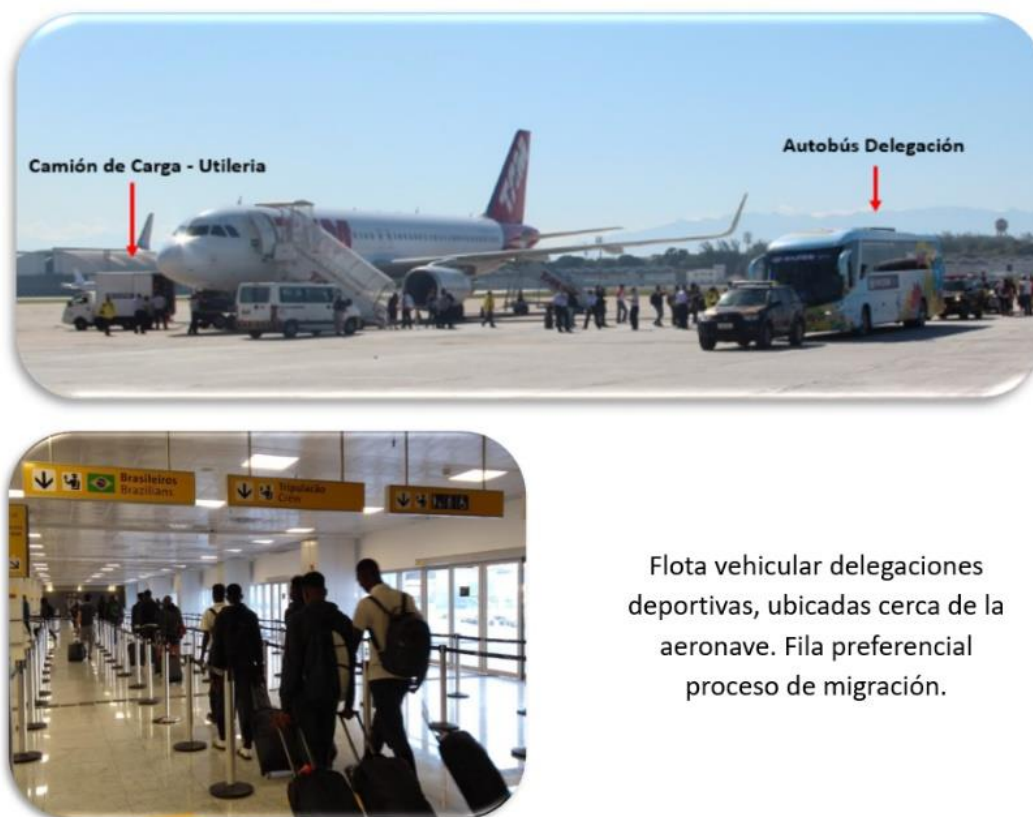 Camión de Carga - Utileria
Autobús Delegación
Brasileiros
Brazilians
Tripulação
Crew
Flota vehicular delegaciones
deportivas, ubicadas cerca de la
aeronave. Fila preferencial
proceso de migración.